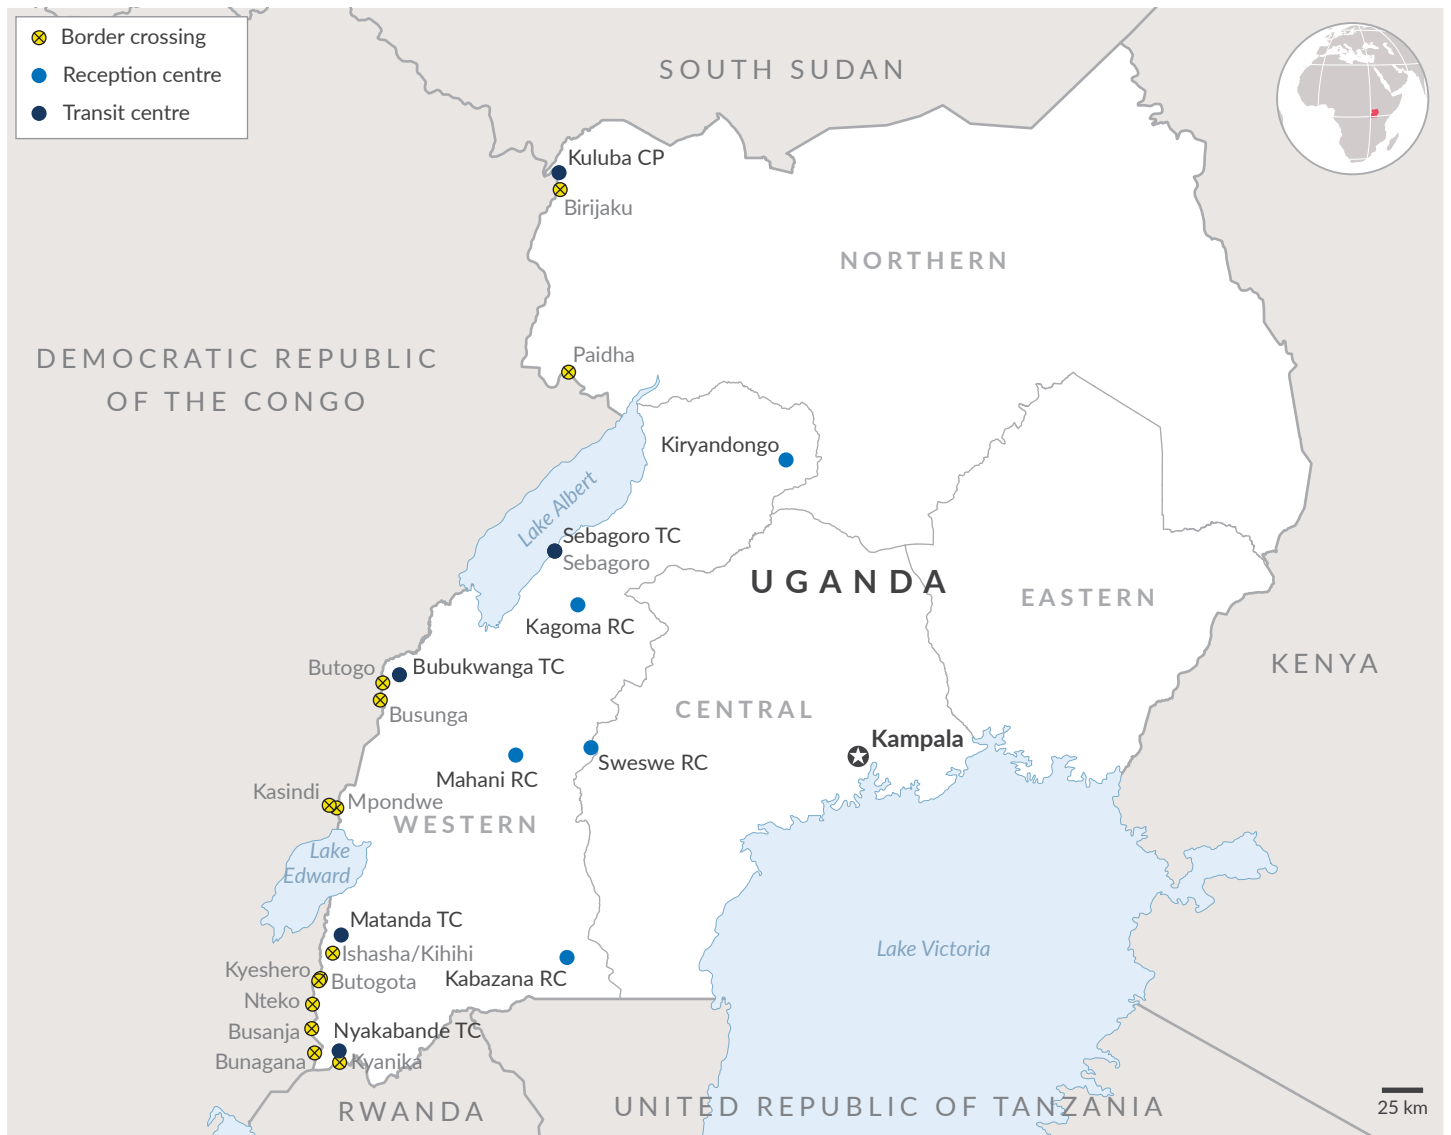 Border crossing
Reception centre
Transit centre
SOUTH SUDAN
Kuluba CP
Birijaku
NORTHERN
DEMOCRATIC REPUBLIC
OF THE CONGO
Paidha
Kiryandongo
Lake Albert
Sebagoro TC
Sebagoro
UGANDA
EASTERN
Kagoma RC
Butogo
Bubukwanga TC
KENYA
Busunga
CENTRAL
Kampala
Sweswe RC
Mahani RC
Kasindi
Mpondwe
WESTERN
Lake
Edward
Matanda TC
Ishasha/Kihihi
Lake Victoria
Kyeshero
Butogota
Kabazana RC
Nteko
Busanja
Nyakabande TC
Bunagana
Kyanika
RWANDA
UNITED REPUBLIC OF TANZANIA
25 km